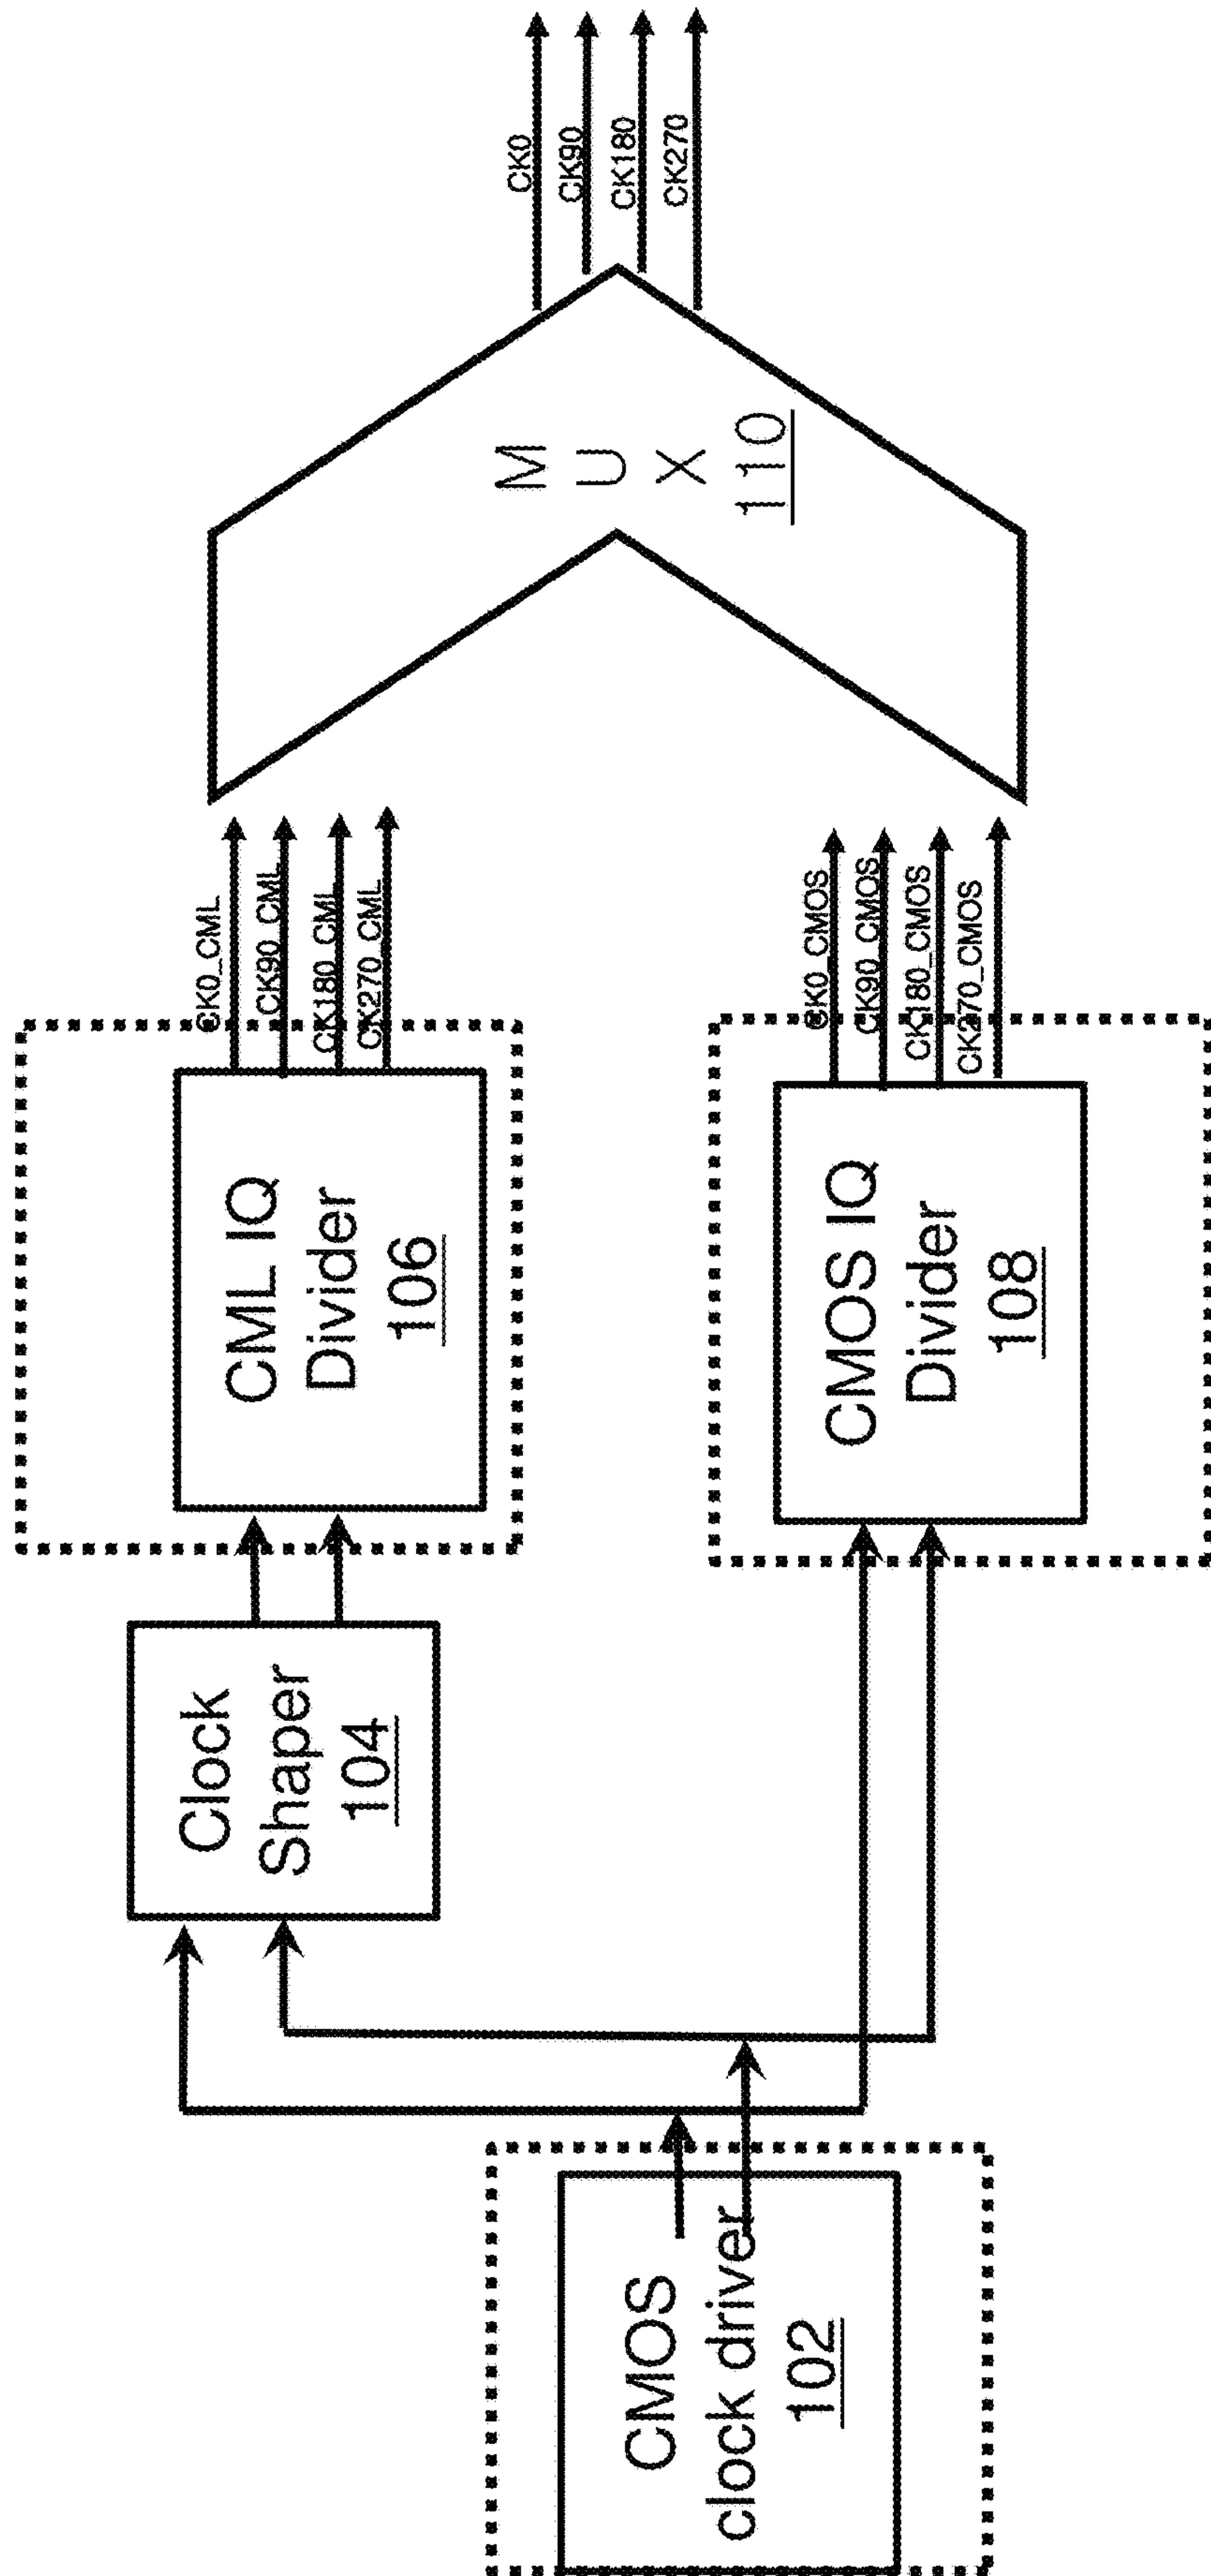 CMOS
clock driver
102
Clock
Shaper
104
CML IQ
Divider
106
CK0_CML
CK90_CML
CK180_CML
CK270_CML
CMOS IQ
Divider
108
CK0_CMOS
CK90_CMOS
CK180_CMOS
CK270_CMOS
M
U
X
110
CK0
CK90
CK180
CK270